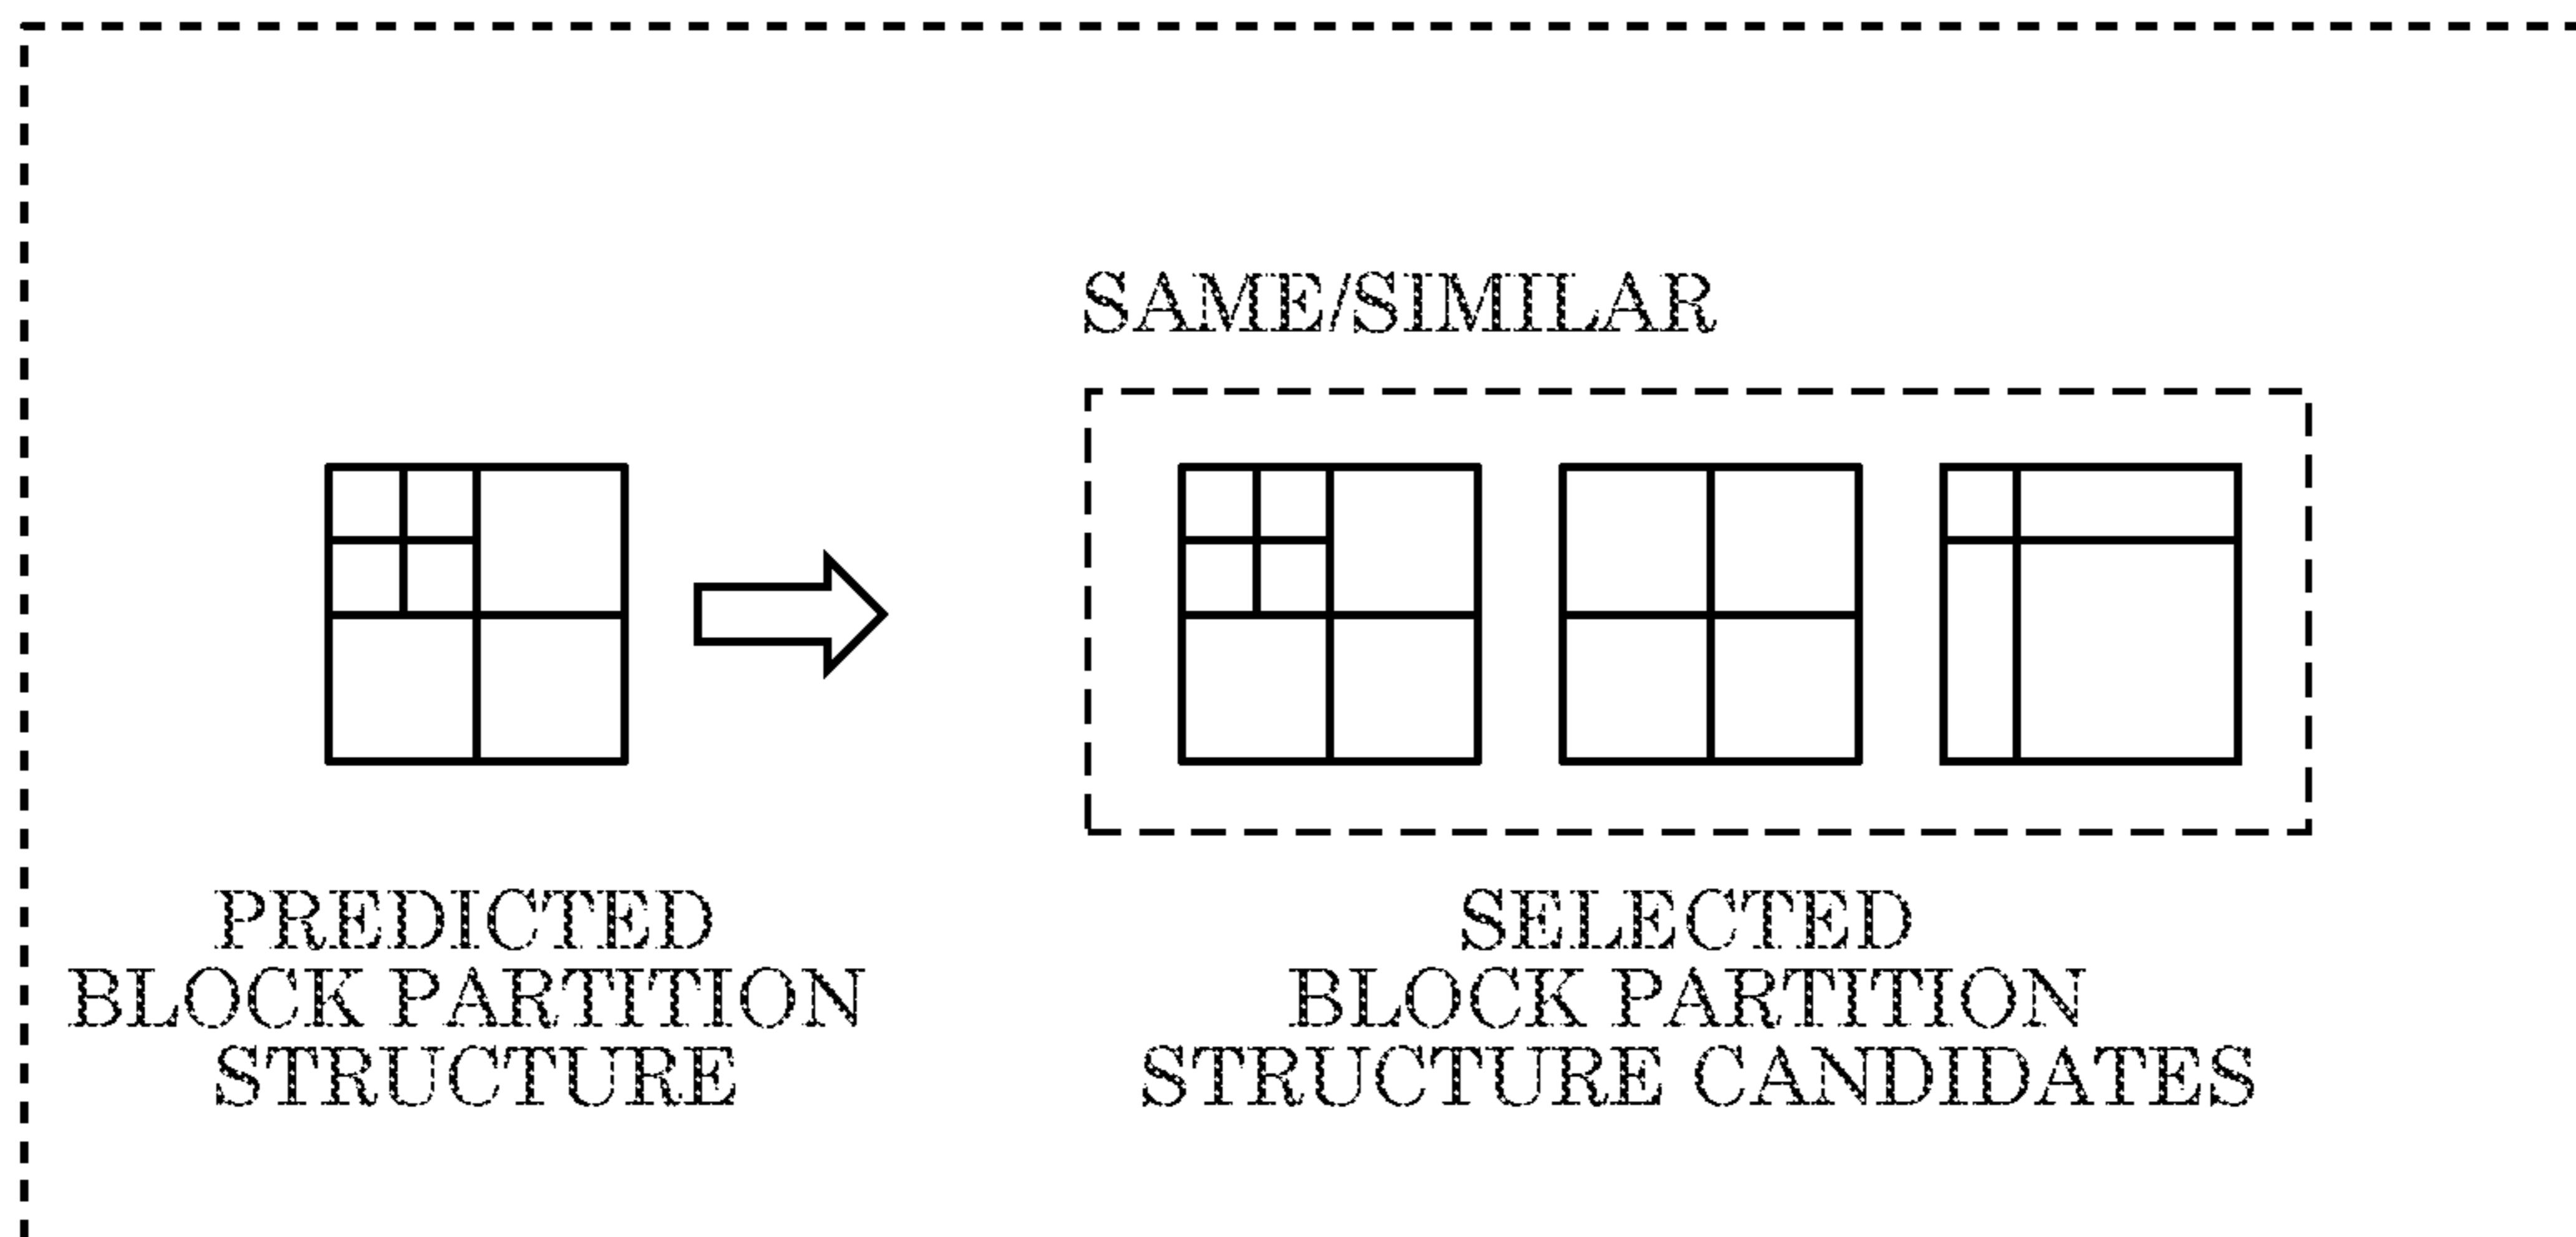 SAME/SIMILAR
PREDICTED
BLOCK PARTITION
STRUCTURE
SELECTED
BLOCK PARTITION
STRUCTURE CANDIDATES